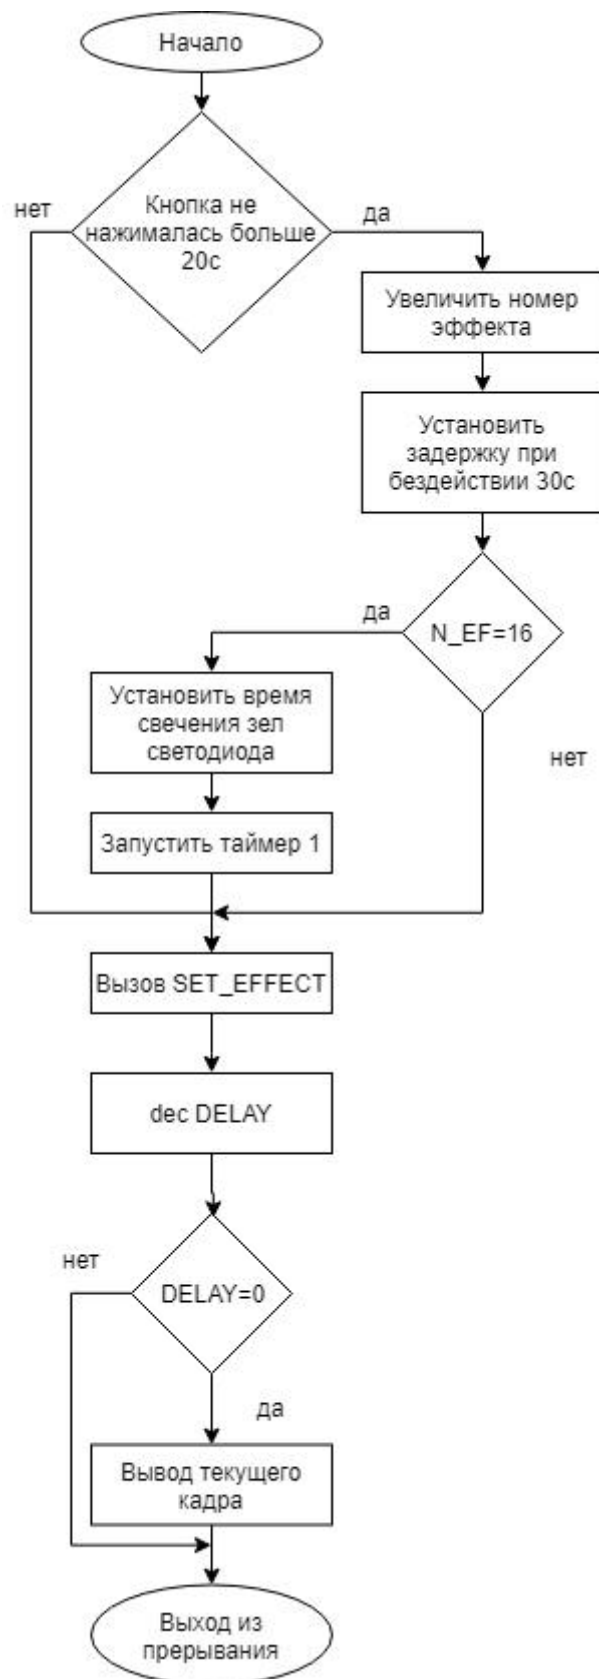 Начало
нет
Кнопка не
нажималась больше
20с
да
Увеличить номер
эффекта
Установить
задержку при
бездействии 30с
да
N_EF=16
Установить время
свечения зел
светодиода
нет
Запустить таймер 1
Вызов SET_EFFECT
dec DELAY
нет
DELAY=0
да
Вывод текущего
кадра
Выход из
прерывания